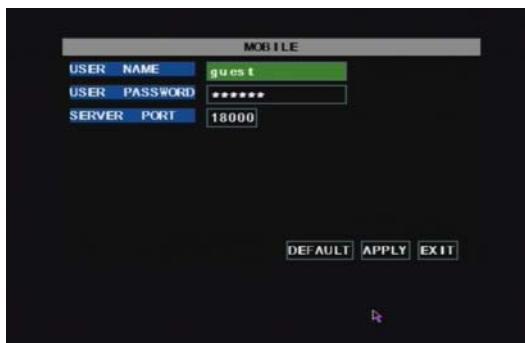 MOBILE
USER NAME guest
USER PASSWORD ******
SERVER PORT 18000
DEFAULT APPLY EXIT